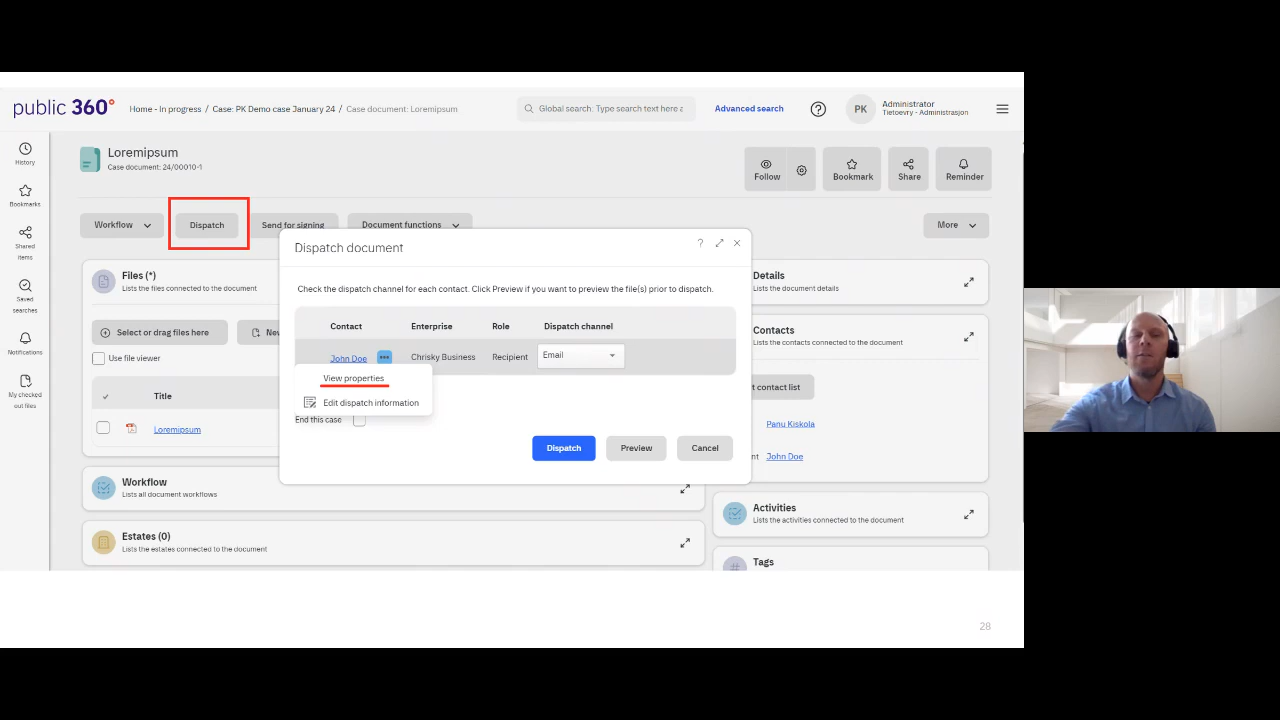 public 360°
Home - In progress / Case: PK Demo case January 24 / Case document: Loremipsum
Global search: Type search text here a
Advanced search
?
PK
Administrator
Tietoevry - Administrasjon
History
Bookmarks
Shared
items
Saved
searches
Notifications
My checked
out files
Loremipsum
Case document: 24/00010-1
Follow
Bookmark
Share
Reminder
Workflow
Dispatch
Send for signing
Document functions
More
Files (*)
Lists the files connected to the document
Select or drag files here
New
Use file viewer
Title
Loremipsum
Workflow
Lists all document workflows
Estates (0)
Lists the estates connected to the document
Dispatch document
?
Check the dispatch channel for each contact. Click Preview if you want to preview the file(s) prior to dispatch.
Contact Enterprise Role Dispatch channel
John Doe Chrisky Business Recipient Email
View properties
Edit dispatch information
End this case
Dispatch Preview Cancel
Details
Lists the document details
Contacts
Lists the contacts connected to the document
t contact list
Panu Kiskola
nt John Doe
Activities
Lists the activities connected to the document
Tags
28